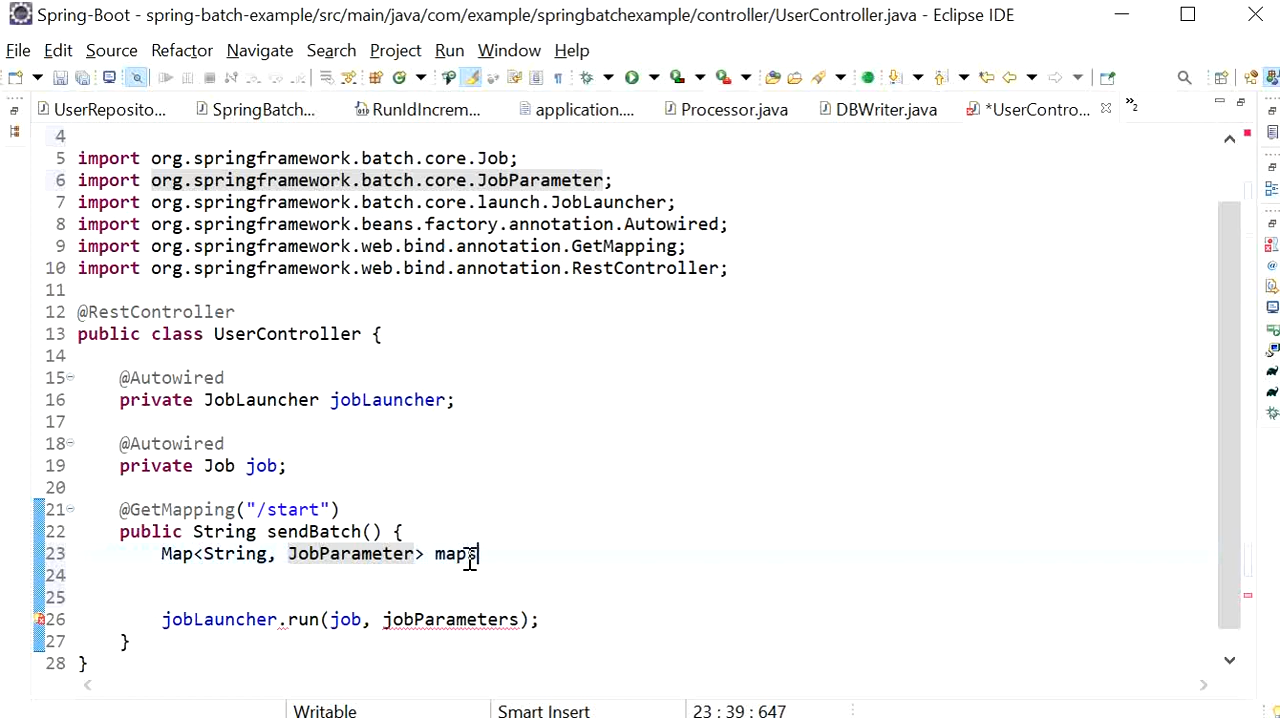 Spring-Boot - spring-batch-example/src/main/java/com/example/springbatchexample/controller/UserController.java - Eclipse IDE
File Edit Source Refactor Navigate Search Project Run Window Help
UserReposito... SpringBatch... RunIdIncrem... application.... Processor.java DBWriter.java *UserContro... »2
4
5 import org.springframework.batch.core.Job;
6 import org.springframework.batch.core.JobParameter;
7 import org.springframework.batch.core.launch.JobLauncher;
8 import org.springframework.beans.factory.annotation.Autowired;
9 import org.springframework.web.bind.annotation.GetMapping;
10 import org.springframework.web.bind.annotation.RestController;
11
12 @RestController
13 public class UserController {
14
15 @Autowired
16 private JobLauncher jobLauncher;
17
18 @Autowired
19 private Job job;
20
21 @GetMapping("/start")
22 public String sendBatch() {
23 Map<String, JobParameter> maps
24
25
26 jobLauncher.run(job, jobParameters);
27 }
28 }
Writable Smart Insert 23 : 39 : 647